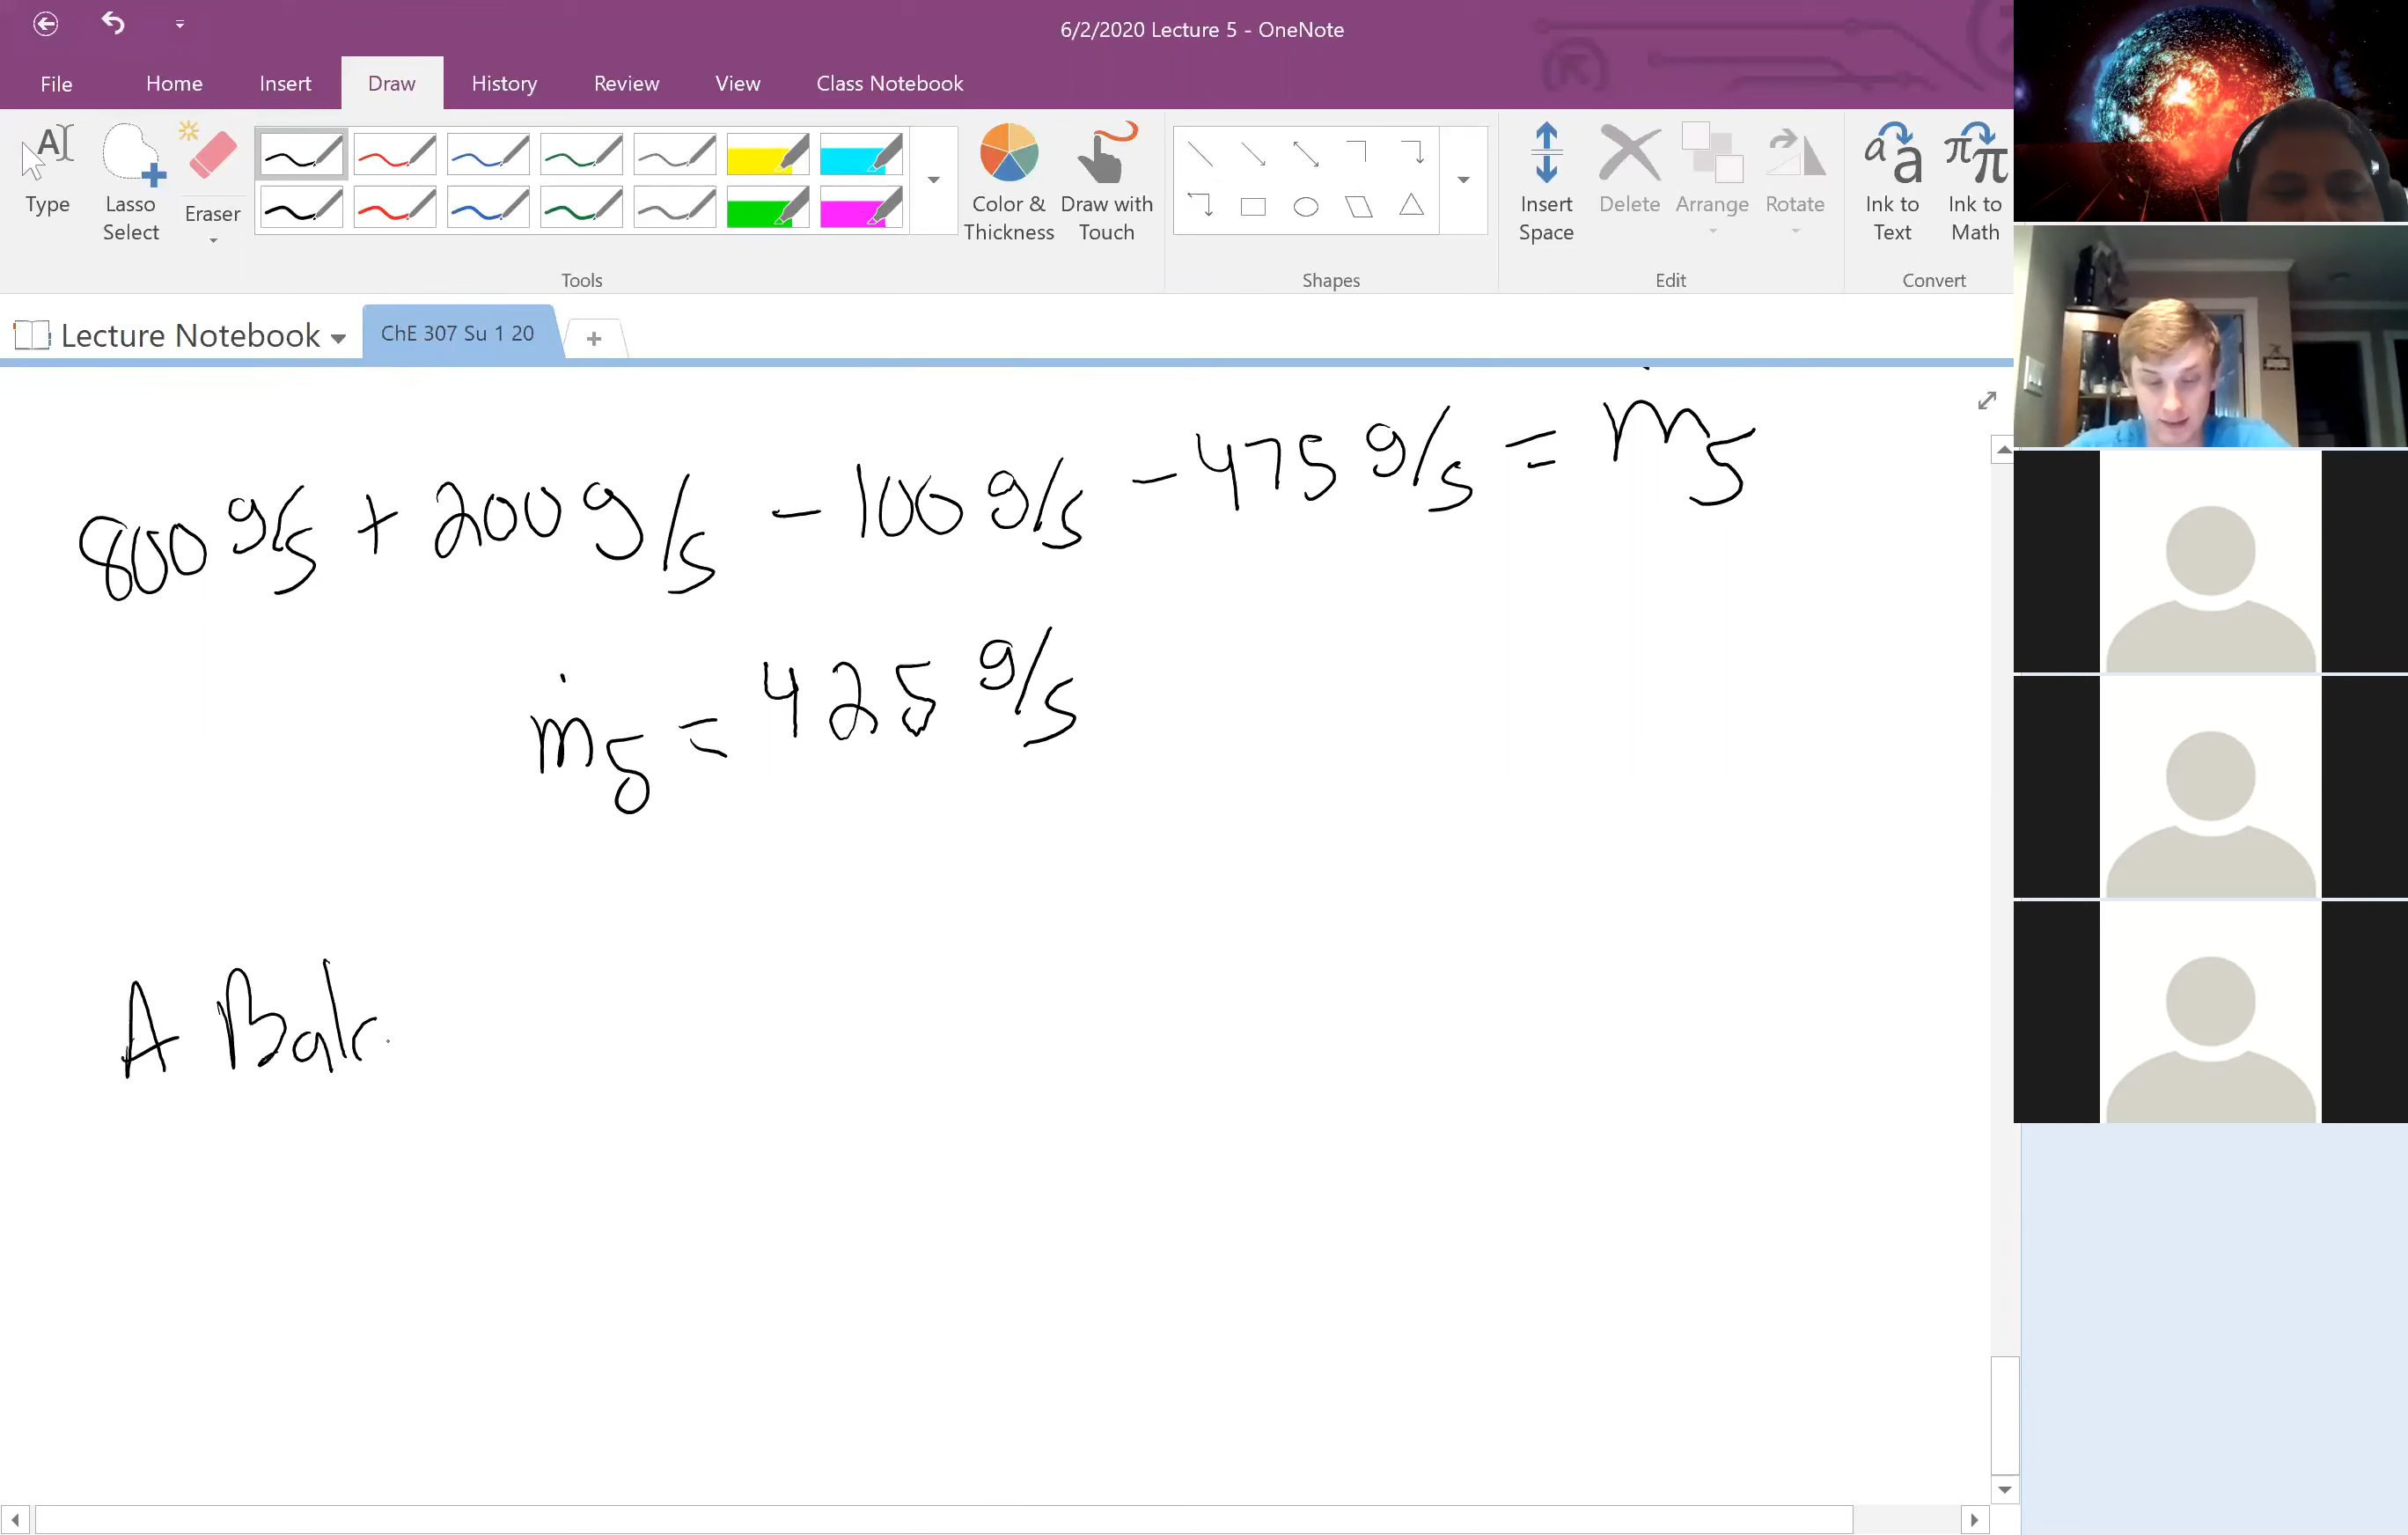 6/2/2020 Lecture 5 - OneNote
File Home Insert Draw History Review View Class Notebook
Type
Lasso Select
Eraser
Color & Thickness
Draw with Touch
Insert Space
Delete
Arrange
Rotate
Ink to Text
Ink to Math
Tools Shapes Edit Convert
Lecture Notebook ChE 307 Su 1 20
800 g/s + 200 g/s - 100 g/s - 475 g/s = ṁ5
ṁ5 = 425 g/s
A Bal